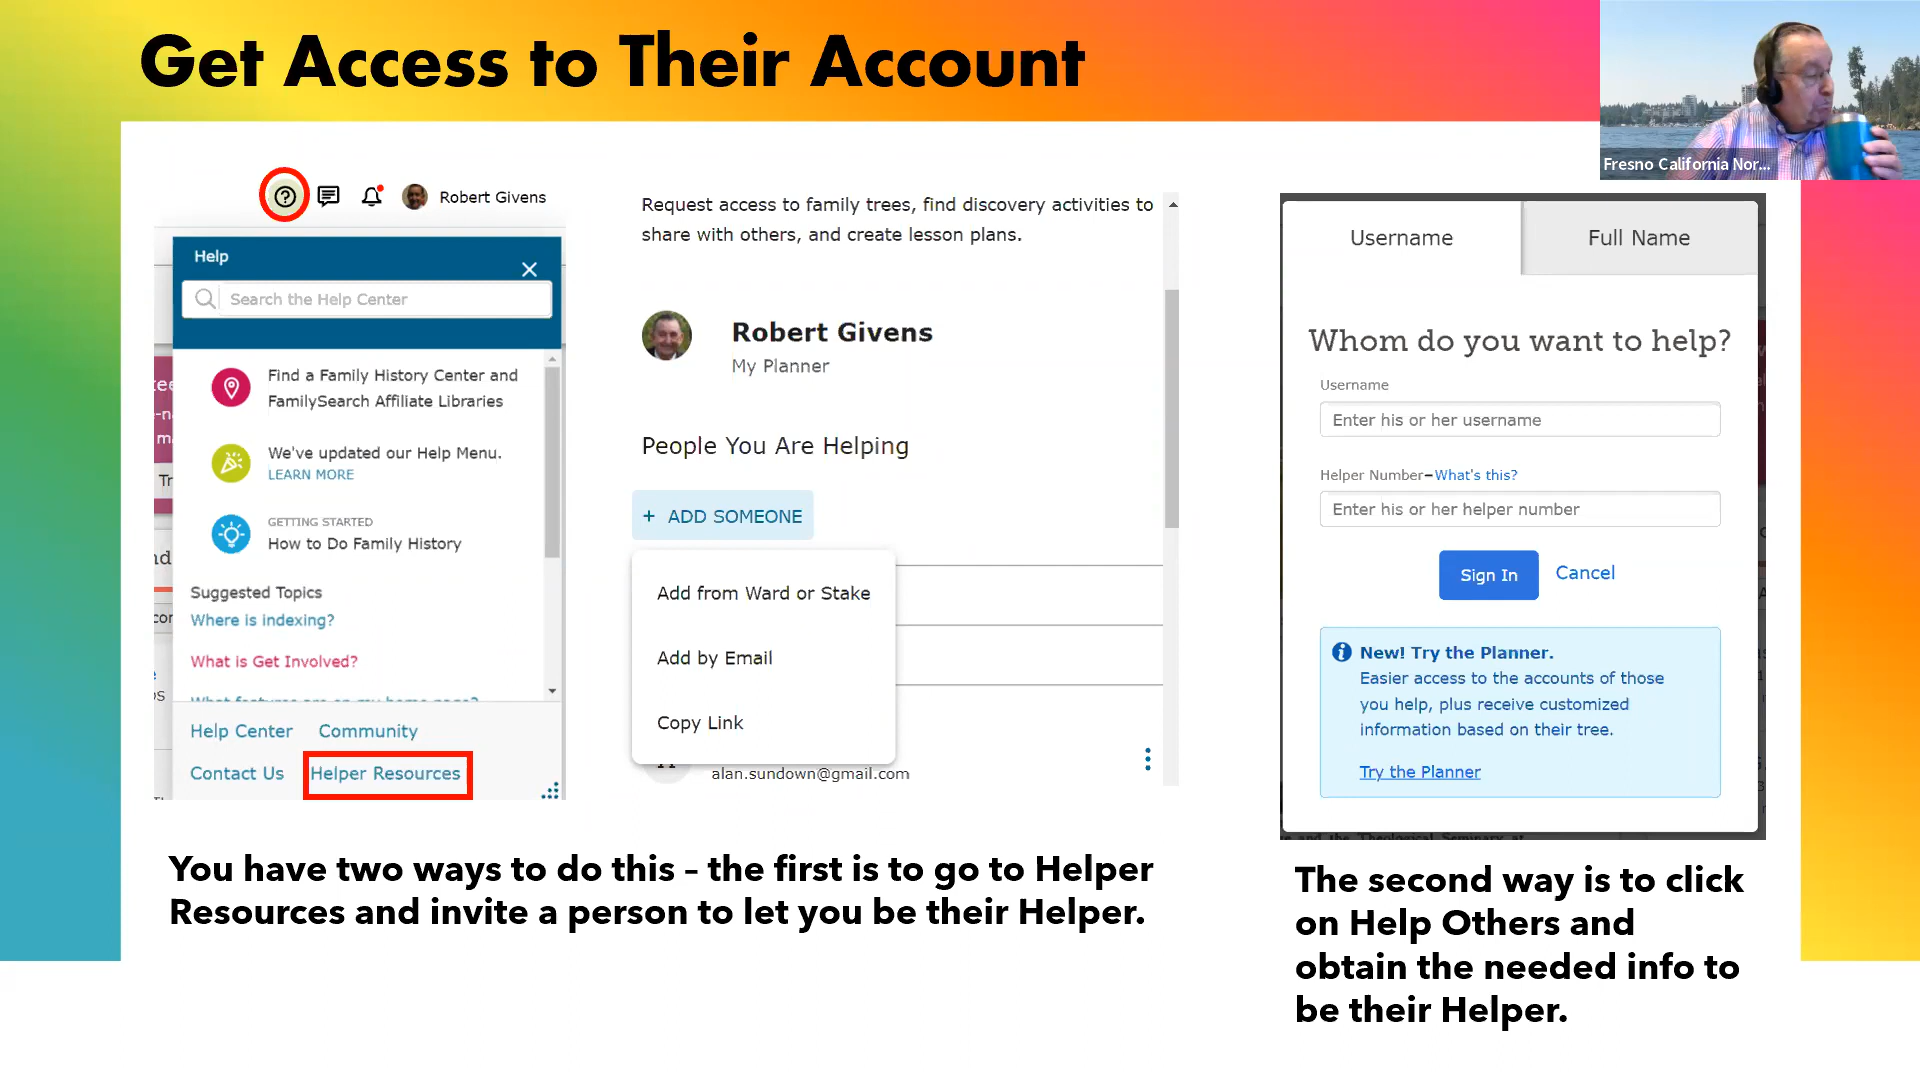 Get Access to Their Account
Fresno California Nor...
Robert Givens
Help
Search the Help Center
Find a Family History Center and
FamilySearch Affiliate Libraries
We've updated our Help Menu.
LEARN MORE
GETTING STARTED
How to Do Family History
Suggested Topics
Where is indexing?
What is Get Involved?
What features are on my home page?
Help Center Community
Contact Us Helper Resources
Request access to family trees, find discovery activities to
share with others, and create lesson plans.
Robert Givens
My Planner
People You Are Helping
+ ADD SOMEONE
Add from Ward or Stake
Add by Email
Copy Link
alan.sundown@gmail.com
Username Full Name
Whom do you want to help?
Username
Enter his or her username
Helper Number–What's this?
Enter his or her helper number
Sign In Cancel
New! Try the Planner.
Easier access to the accounts of those
you help, plus receive customized
information based on their tree.
Try the Planner
You have two ways to do this – the first is to go to Helper
Resources and invite a person to let you be their Helper.
The second way is to click
on Help Others and
obtain the needed info to
be their Helper.